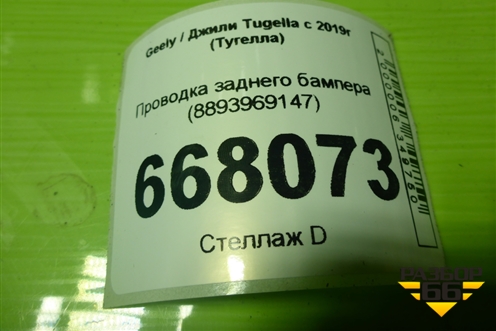 Geely / Джили Tugella с 2019г
(Тугелла)
Проводка заднего бампера
(8893969147)
668073
Стеллаж D
РАЗБОР
66